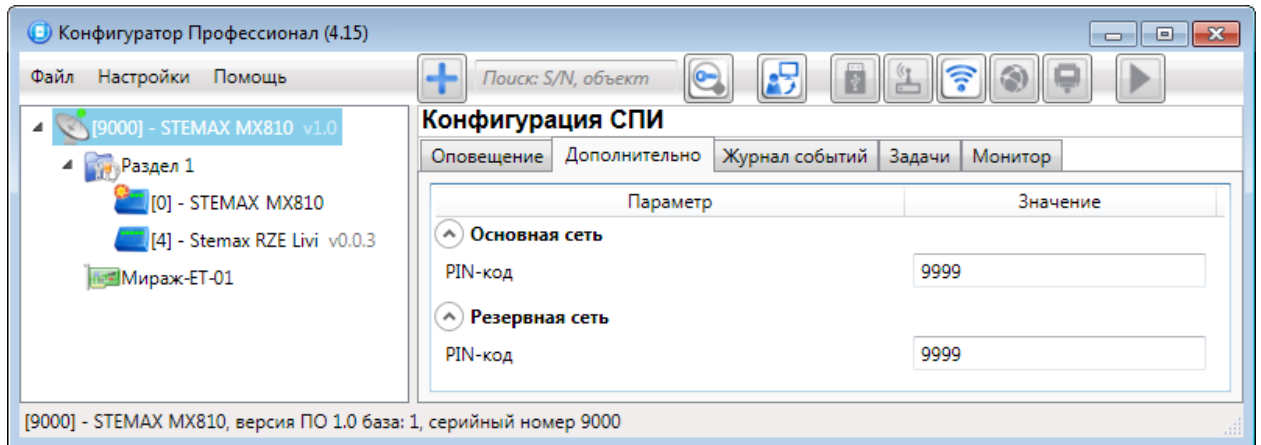 Конфигуратор Профессионал (4.15)
Файл Настройки Помощь
Поиск: S/N, объект
[9000] - STEMAX MX810 v1.0
Раздел 1
[0] - STEMAX MX810
[4] - Stemax RZE Livi v0.0.3
Мираж-ET-01
Конфигурация СПИ
Оповещение Дополнительно Журнал событий Задачи Монитор
Параметр Значение
Основная сеть
PIN-код 9999
Резервная сеть
PIN-код 9999
[9000] - STEMAX MX810, версия ПО 1.0 база: 1, серийный номер 9000